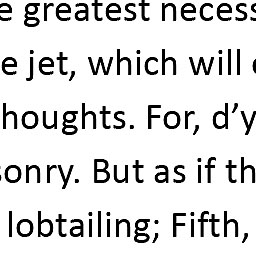 e greatest necess
e jet, which will
houghts. For, d’y
sonry. But as if th
lobtailing; Fifth,